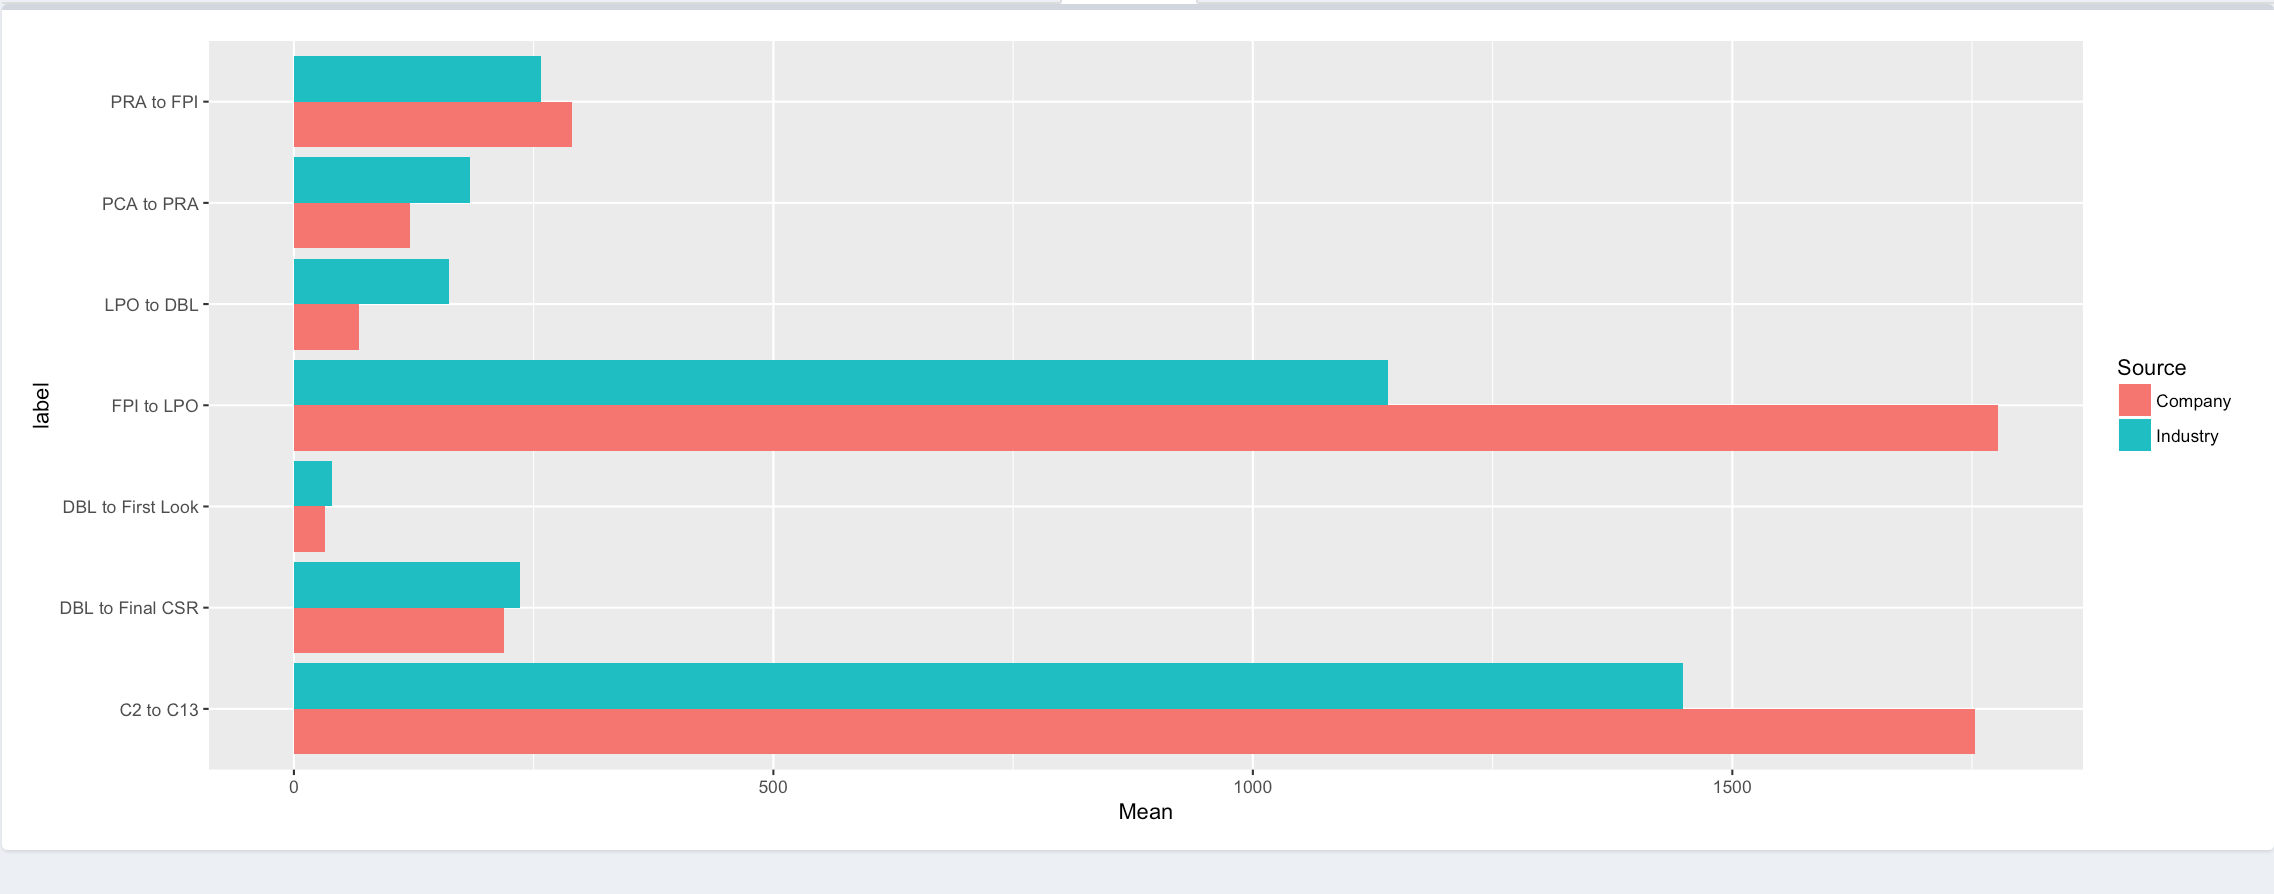 PRA to FPI
PCA to PRA
LPO to DBL
FPI to LPO
DBL to First Look
DBL to Final CSR
C2 to C13
label
0 500 1000 1500
Mean
Source
Company
Industry